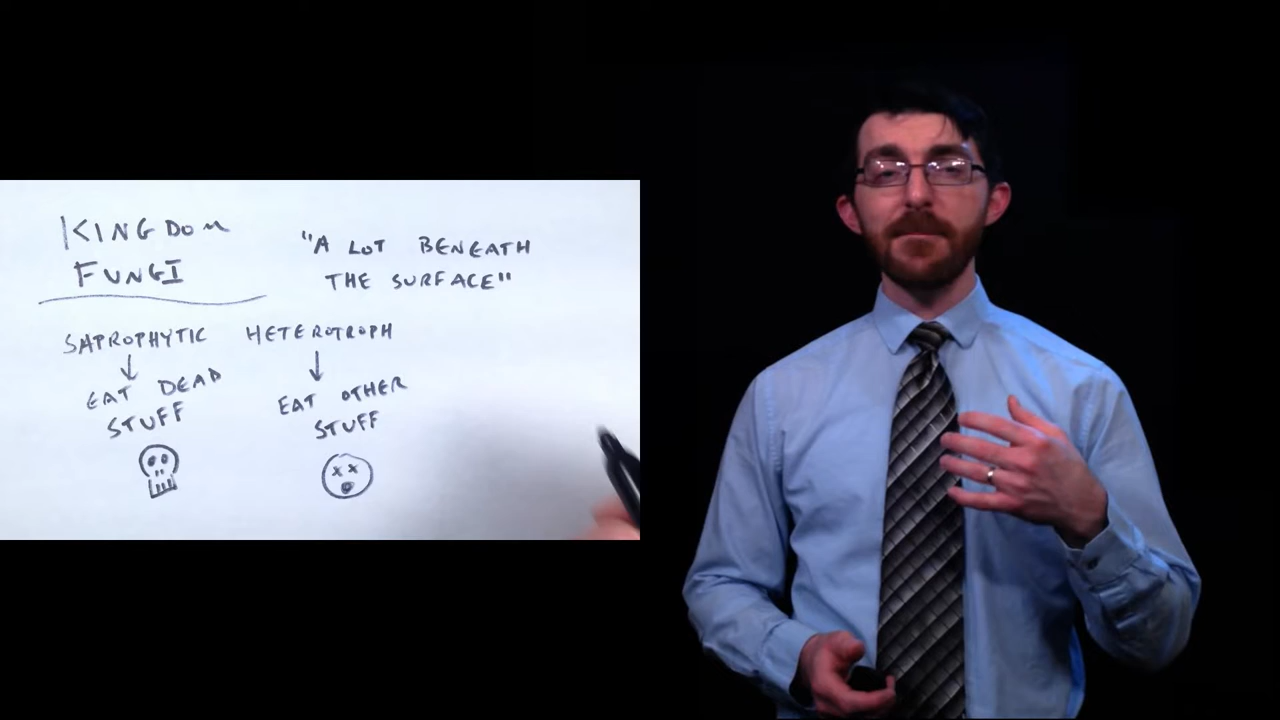 KINGDOM
FUNGI
"A LOT BENEATH
THE SURFACE"
SAPROPHYTIC HETEROTROPH
EAT DEAD
STUFF
EAT OTHER
STUFF